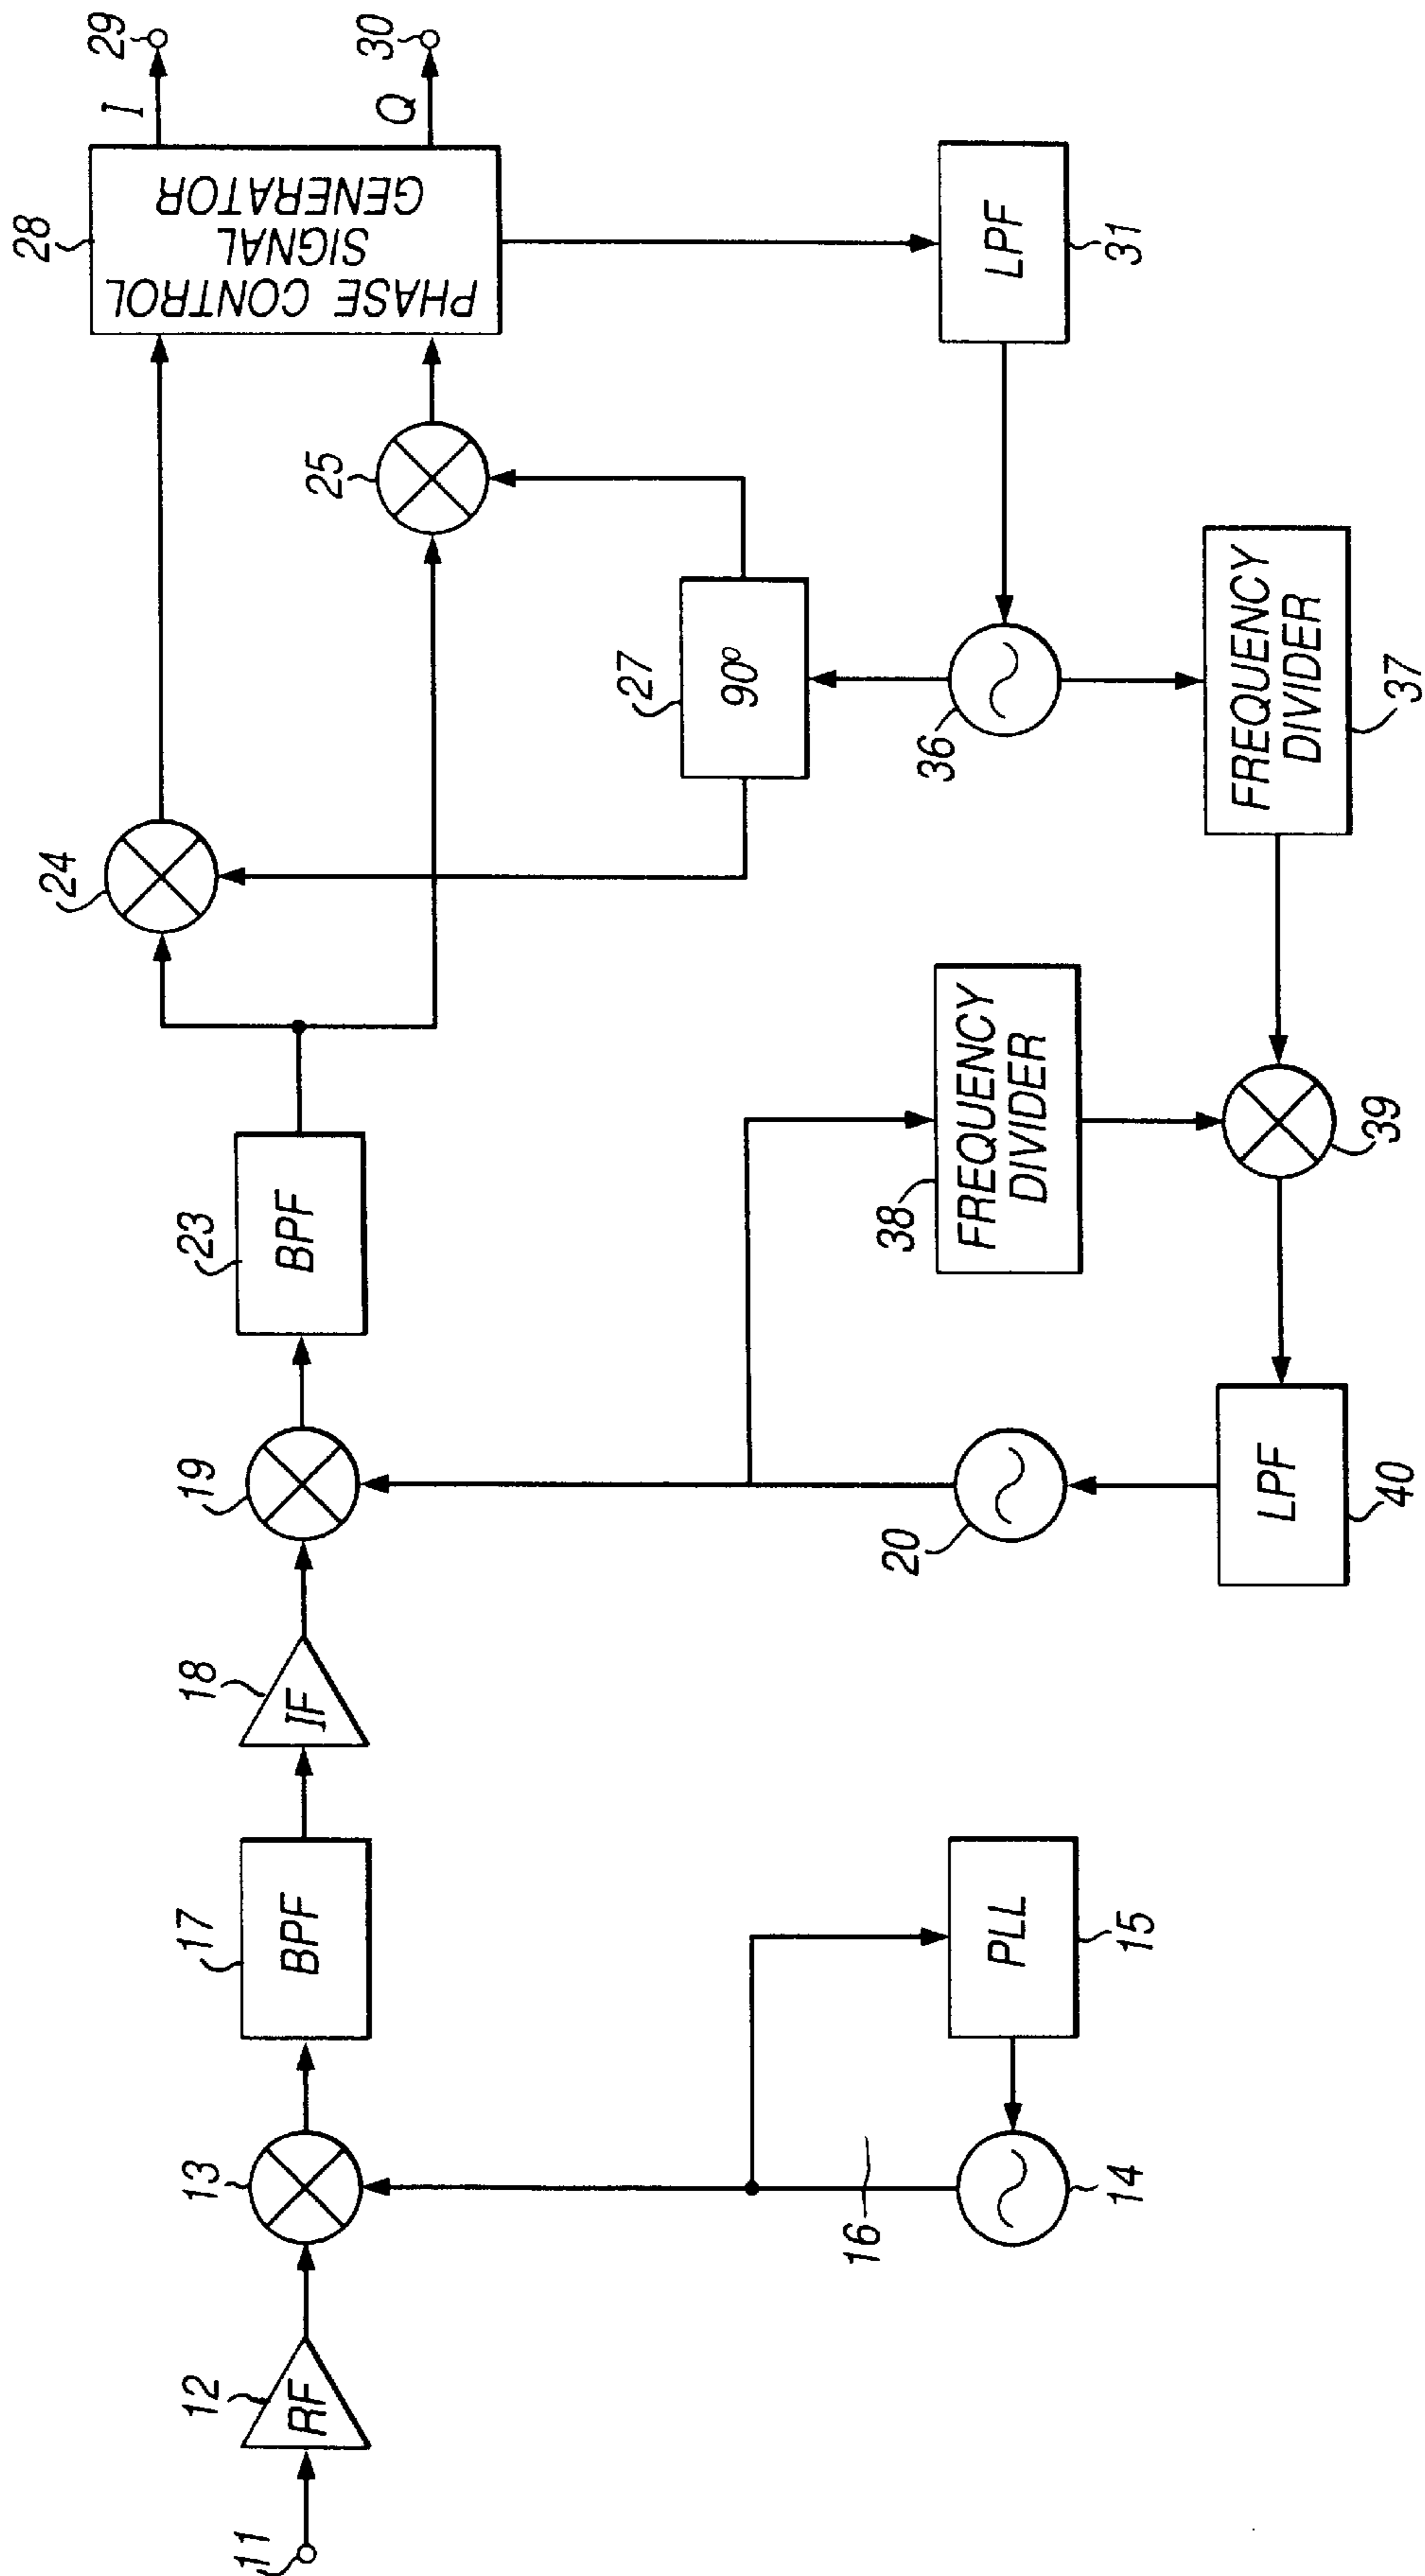 11
12
RF
13
14
PLL
15
16
17
BPF
18
IF
19
20
LPF
40
23
BPF
38
FREQUENCY
DIVIDER
39
24
25
27
90°
36
FREQUENCY
DIVIDER
37
28
PHASE CONTROL
SIGNAL
GENERATOR
LPF
31
I
29
Q
30